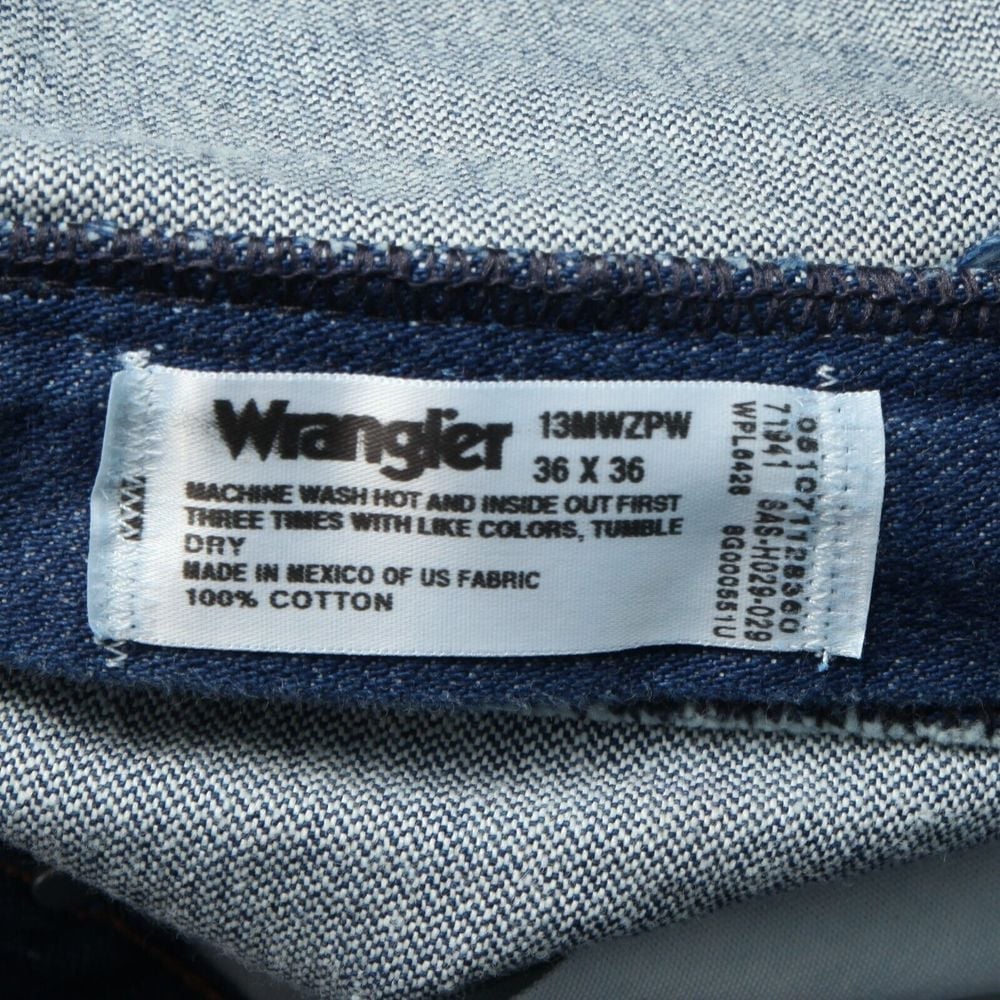 Wrangler 13MWZPW
36 X 36
MACHINE WASH HOT AND INSIDE OUT FIRST
THREE TIMES WITH LIKE COLORS, TUMBLE
DRY
MADE IN MEXICO OF US FABRIC
100% COTTON
051071128360
71941 SAS-H029-029
WPL6428 8G000551U